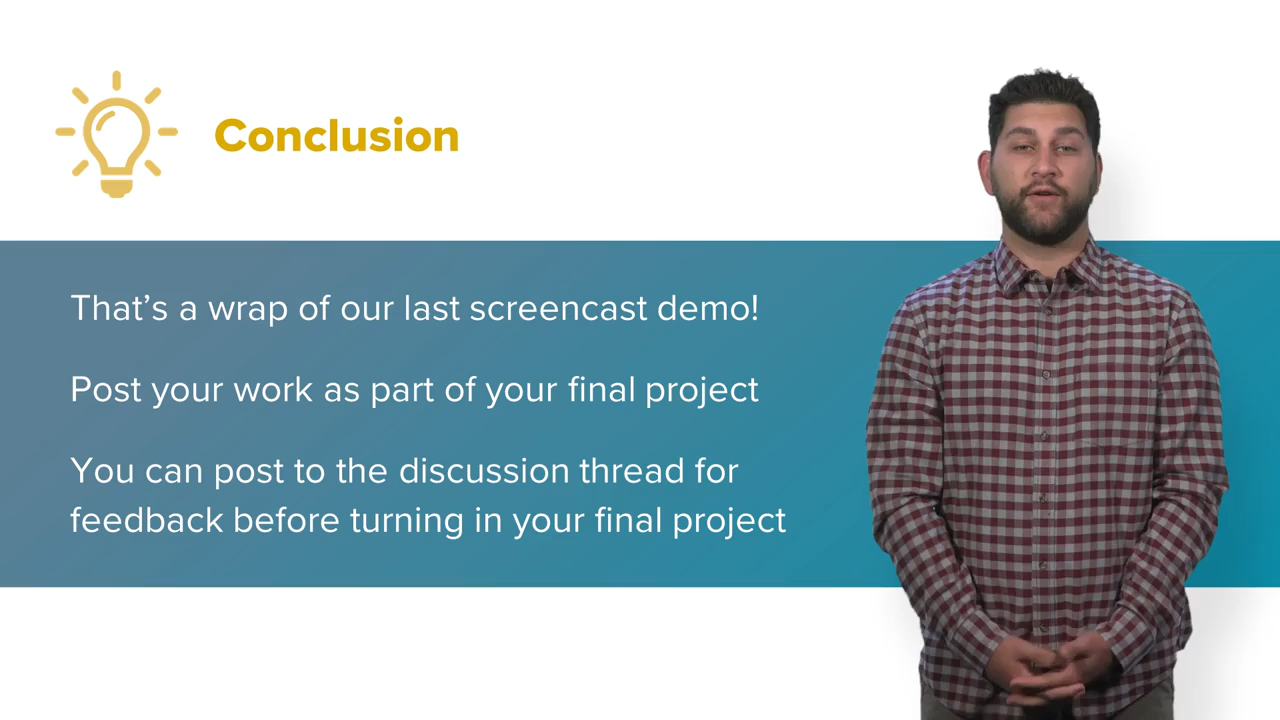 Conclusion
That’s a wrap of our last screencast demo!
Post your work as part of your final project
You can post to the discussion thread for
feedback before turning in your final project